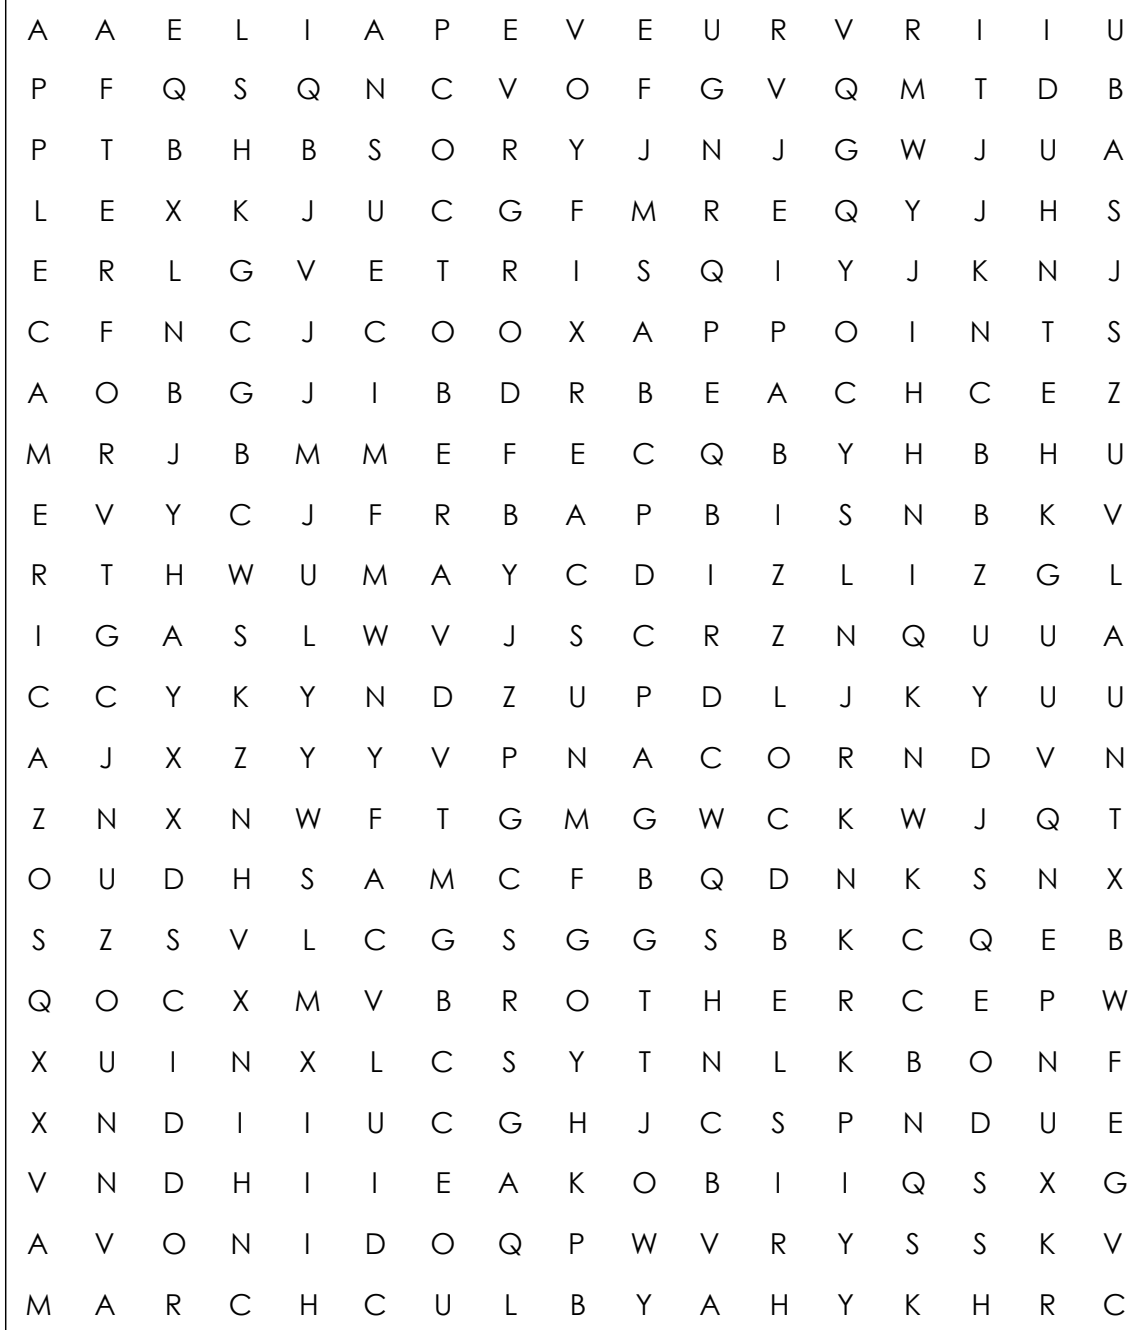 A A E L I A P E V E U R V R I I U
P F Q S Q N C V O F G V Q M T D B
P T B H B S O R Y J N J G W J U A
L E X K J U C G F M R E Q Y J H S
E R L G V E T R I S Q I Y J K N J
C F N C J C O O X A P P O I N T S
A O B G J I B D R B E A C H C E Z
M R J B M M E F E C Q B Y H B H U
E V Y C J F R B A P B I S N B K V
R T H W U M A Y C D I Z L I Z G L
I G A S L W V J S C R Z N Q U U A
C C Y K Y N D Z U P D L J K Y U U
A J X Z Y Y V P N A C O R N D V N
Z N X N W F T G M G W C K W J Q T
O U D H S A M C F B Q D N K S N X
S Z S V L C G S G G S B K C Q E B
Q O C X M V B R O T H E R C E P W
X U I N X L C S Y T N L K B O N F
X N D I I U C G H J C S P N D U E
V N D H I I E A K O B I I Q S X G
A V O N I D O Q P W V R Y S S K V
M A R C H C U L B Y A H Y K H R C